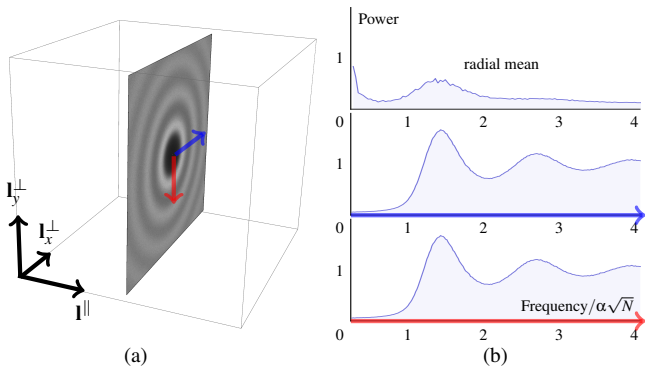 l_y^⊥
l_x^⊥
l^∥
(a)
Power
1
radial mean
0 1 2 3 4
1
0 1 2 3 4
1
Frequency/α√N
0 1 2 3 4
(b)